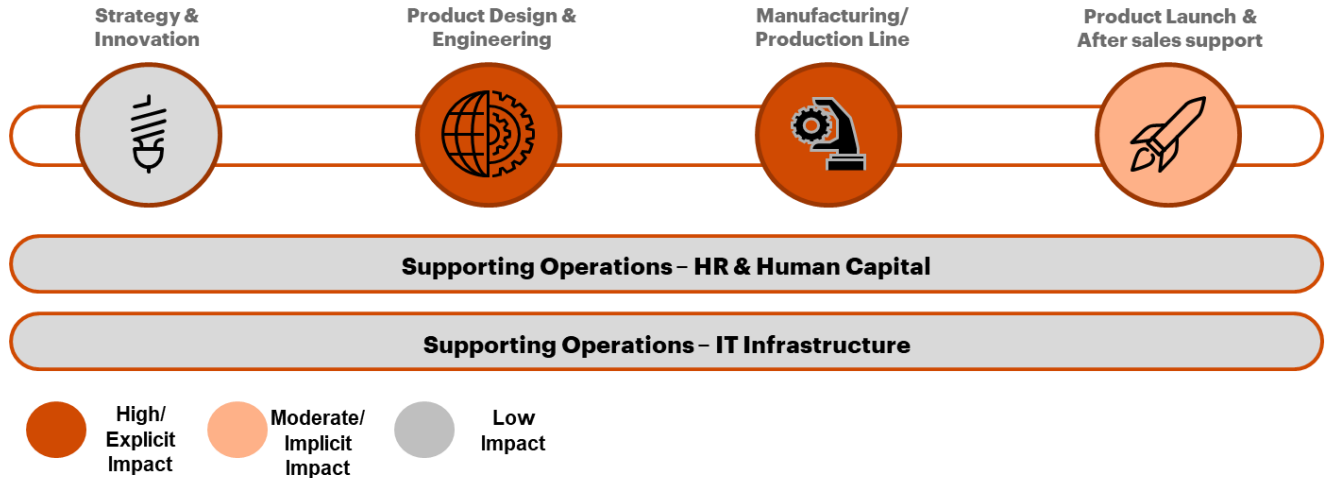 Strategy &
Innovation
Product Design &
Engineering
Manufacturing/
Production Line
Product Launch &
After sales support
Supporting Operations – HR & Human Capital
Supporting Operations – IT Infrastructure
High/
Explicit
Impact
Moderate/
Implicit
Impact
Low
Impact